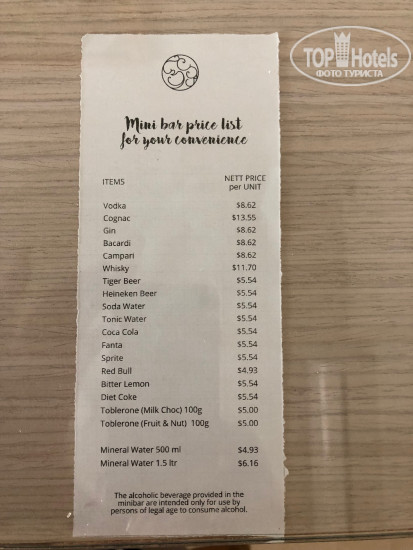 TOP Hotels
ФОТО ТУРИСТА
Mini bar price list
for your convenience
ITEMS NETT PRICE
per UNIT
Vodka $8.62
Cognac $13.55
Gin $8.62
Bacardi $8.62
Campari $8.62
Whisky $11.70
Tiger Beer $5.54
Heineken Beer $5.54
Soda Water $5.54
Tonic Water $5.54
Coca Cola $5.54
Fanta $5.54
Sprite $5.54
Red Bull $4.93
Bitter Lemon $5.54
Diet Coke $5.54
Toblerone (Milk Choc) 100g $5.00
Toblerone (Fruit & Nut) 100g $5.00
Mineral Water 500 ml $4.93
Mineral Water 1.5 ltr $6.16
The alcoholic beverage provided in the
minibar are intended only for use by
persons of legal age to consume alcohol.